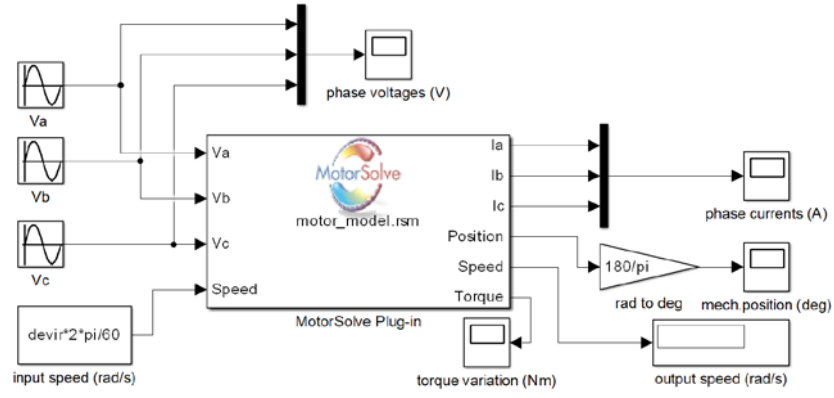 phase voltages (V)
Va
Vb
Vc
devir*2*pi/60
input speed (rad/s)
Va
Vb
Vc
Speed
MotorSolve
motor_model.rsm
Ia
Ib
Ic
Position
Speed
Torque
MotorSolve Plug-in
phase currents (A)
180/pi
rad to deg
mech.position (deg)
torque variation (Nm)
output speed (rad/s)